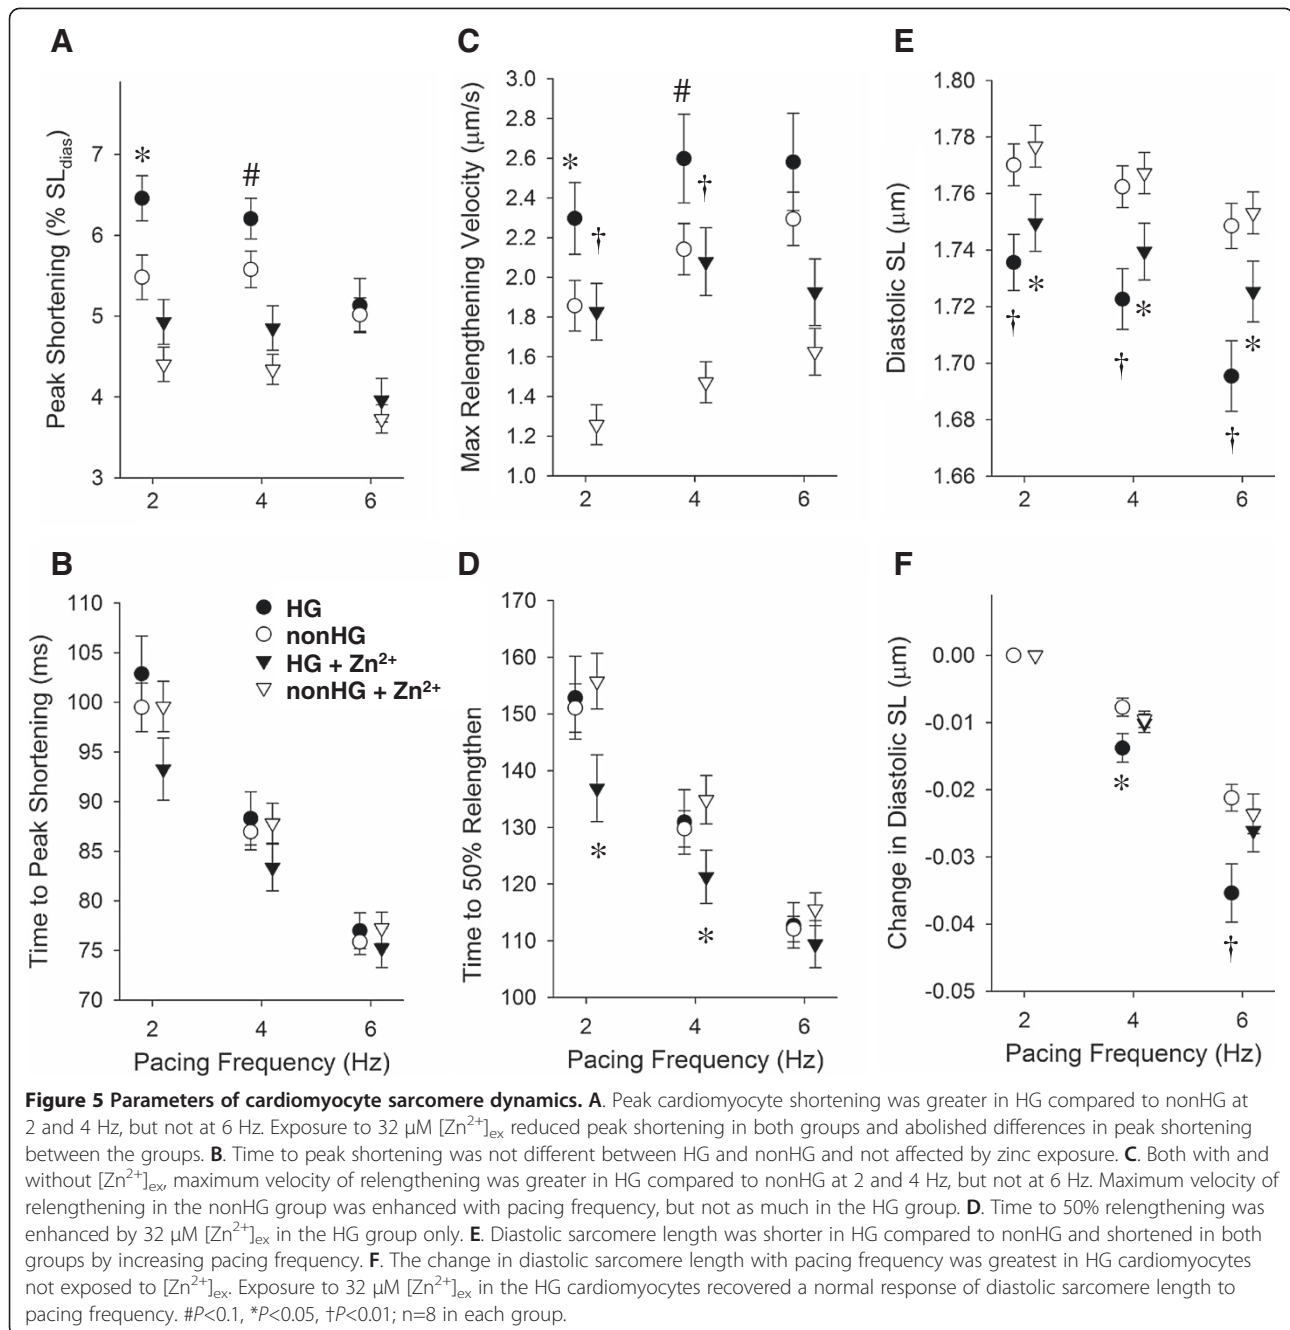 A
Peak Shortening (% SLdias)
7
6
5
4
3
*
#
2 4 6
C
Max Relengthening Velocity (μm/s)
3.0
2.8
2.6
2.4
2.2
2.0
1.8
1.6
1.4
1.2
1.0
*
†
#
†
2 4 6
E
Diastolic SL (μm)
1.80
1.78
1.76
1.74
1.72
1.70
1.68
1.66
†
*
†
*
†
*
2 4 6
B
Time to Peak Shortening (ms)
110
105
100
95
90
85
80
75
70
HG
nonHG
HG + Zn²⁺
nonHG + Zn²⁺
2 4 6
Pacing Frequency (Hz)
D
Time to 50% Relengthen
170
160
150
140
130
120
110
100
*
*
2 4 6
Pacing Frequency (Hz)
F
Change in Diastolic SL (μm)
0.00
-0.01
-0.02
-0.03
-0.04
-0.05
*
†
2 4 6
Pacing Frequency (Hz)
Figure 5 Parameters of cardiomyocyte sarcomere dynamics. A. Peak cardiomyocyte shortening was greater in HG compared to nonHG at
2 and 4 Hz, but not at 6 Hz. Exposure to 32 μM [Zn²⁺]ex reduced peak shortening in both groups and abolished differences in peak shortening
between the groups. B. Time to peak shortening was not different between HG and nonHG and not affected by zinc exposure. C. Both with and
without [Zn²⁺]ex, maximum velocity of relengthening was greater in HG compared to nonHG at 2 and 4 Hz, but not at 6 Hz. Maximum velocity of
relengthening in the nonHG group was enhanced with pacing frequency, but not as much in the HG group. D. Time to 50% relengthening was
enhanced by 32 μM [Zn²⁺]ex in the HG group only. E. Diastolic sarcomere length was shorter in HG compared to nonHG and shortened in both
groups by increasing pacing frequency. F. The change in diastolic sarcomere length with pacing frequency was greatest in HG cardiomyocytes
not exposed to [Zn²⁺]ex. Exposure to 32 μM [Zn²⁺]ex in the HG cardiomyocytes recovered a normal response of diastolic sarcomere length to
pacing frequency. #P<0.1, *P<0.05, †P<0.01; n=8 in each group.